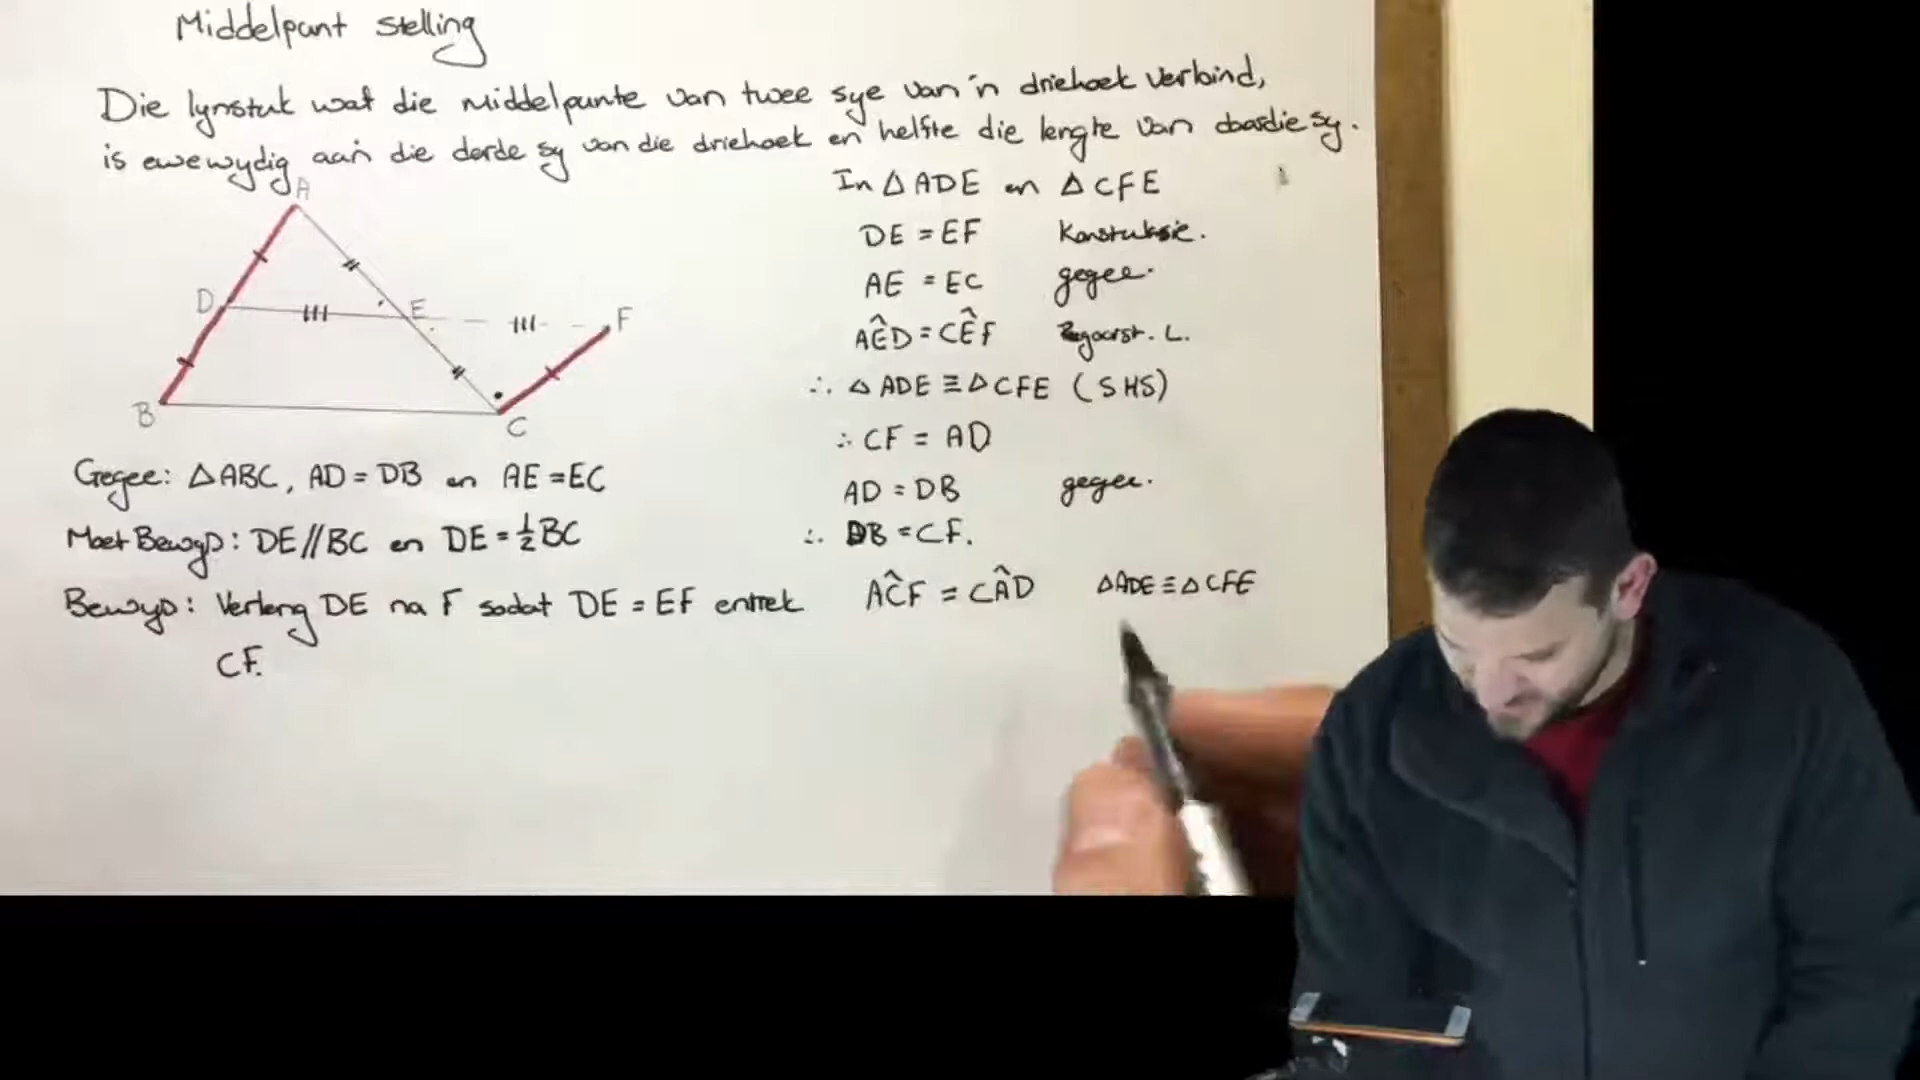 Middelpunt stelling
Die lynstuk wat die middelpunte van twee sye van 'n driehoek verbind,
is ewewydig aan die derde sy van die driehoek en helfte die lengte van daardie sy.
A
D
E
F
B
C
Gegee: △ABC, AD = DB en AE = EC
Moet Bewys: DE//BC en DE = ½BC
Bewys: Verleng DE na F sodat DE = EF en trek
CF.
In △ADE en △CFE
DE = EF
AE = EC gegee.
AÊD = CÊF
∴ △ADE ≡ △CFE (SHS)
∴ CF = AD
AD = DB gegee.
∴ DB = CF.
AĈF = CÂD △ADE ≡ △CFE